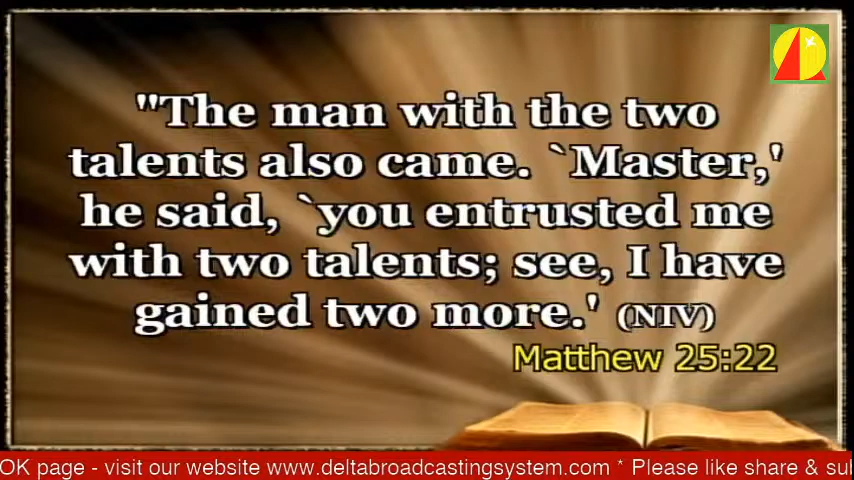 "The man with the two
talents also came. `Master,'
he said, `you entrusted me
with two talents; see, I have
gained two more.' (NIV)
Matthew 25:22
OK page - visit our website www.deltabroadcastingsystem.com * Please like share & sub